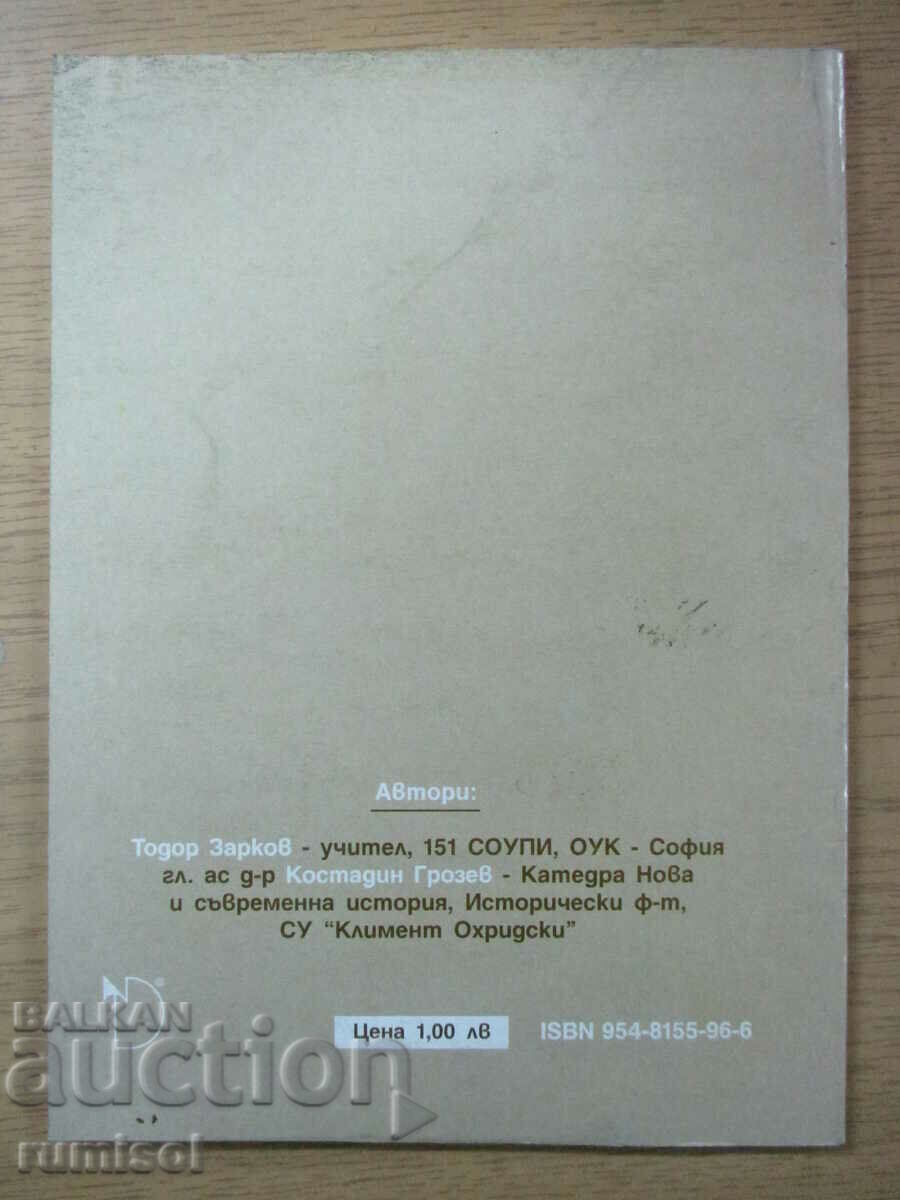 Автори:
Тодор Зарков - учител, 151 СОУПИ, ОУК - София
гл. ас д-р Костадин Грозев - Катедра Нова
и съвременна история, Исторически ф-т,
СУ "Климент Охридски"
Цена 1,00 лв
ISBN 954-8155-96-6
BALKAN
auction
rumisol